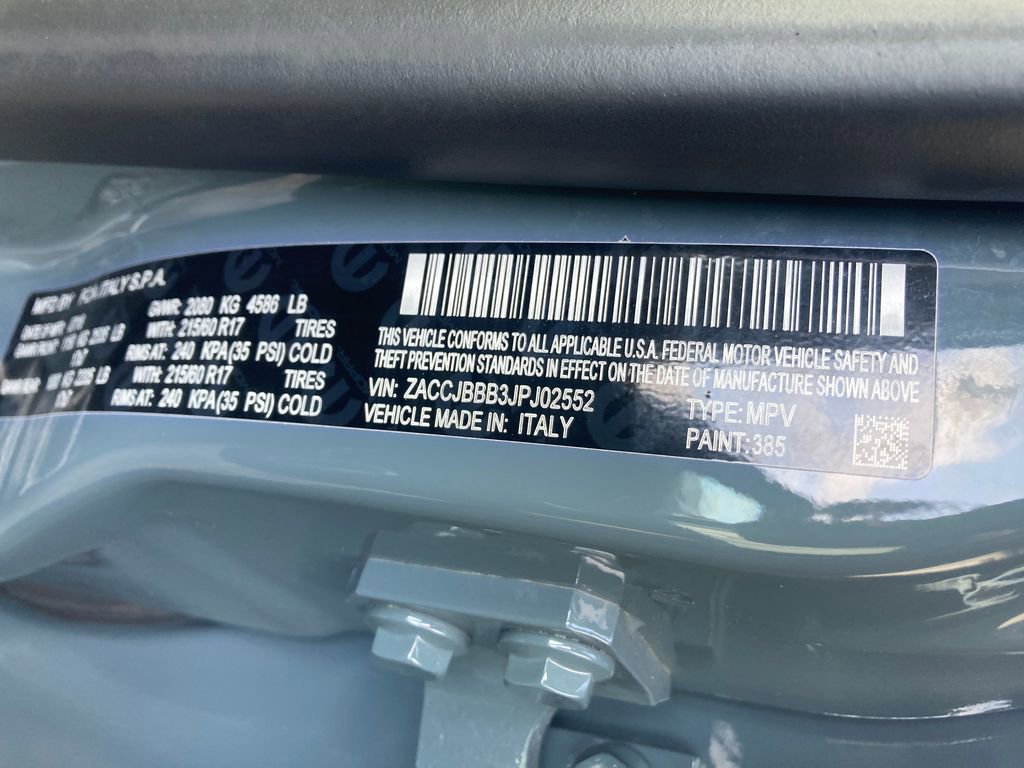 MFD BY FCA ITALY S.P.A.
GVWR: 2080 KG 4586 LB
WITH: 215/60 R17 TIRES
RIMS AT: 240 KPA (35 PSI) COLD
WITH: 215/60 R17 TIRES
RIMS AT: 240 KPA (35 PSI) COLD
THIS VEHICLE CONFORMS TO ALL APPLICABLE U.S.A. FEDERAL MOTOR VEHICLE SAFETY AND
THEFT PREVENTION STANDARDS IN EFFECT ON THE DATE OF MANUFACTURE SHOWN ABOVE
VIN: ZACCJBBB3JPJ02552 TYPE: MPV
VEHICLE MADE IN: ITALY PAINT: 385